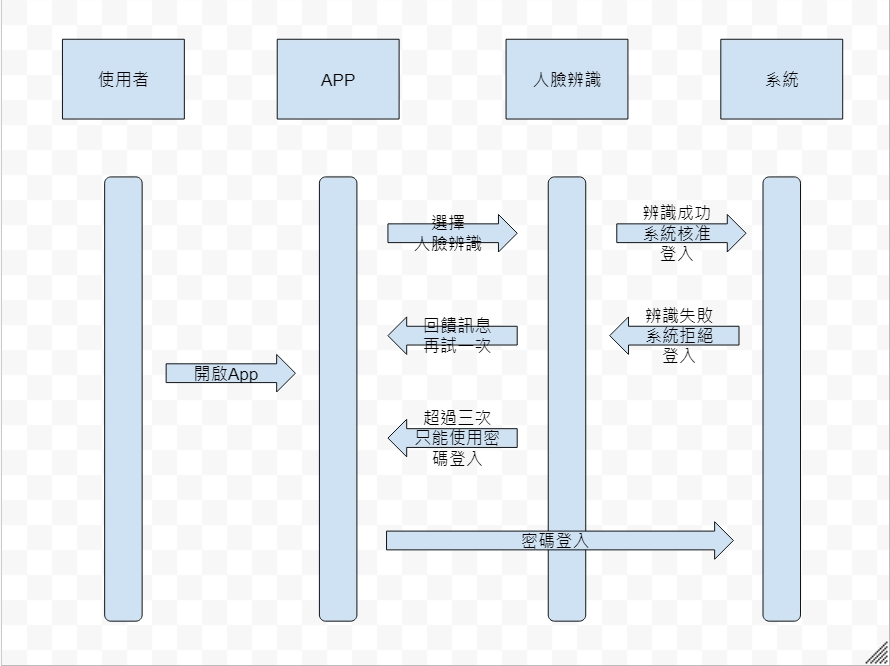 使用者
APP
人臉辨識
系統
選擇
人臉辨識
辨識成功
系統核准
登入
回饋訊息
再試一次
辨識失敗
系統拒絕
登入
開啟App
超過三次
只能使用密
碼登入
密碼登入